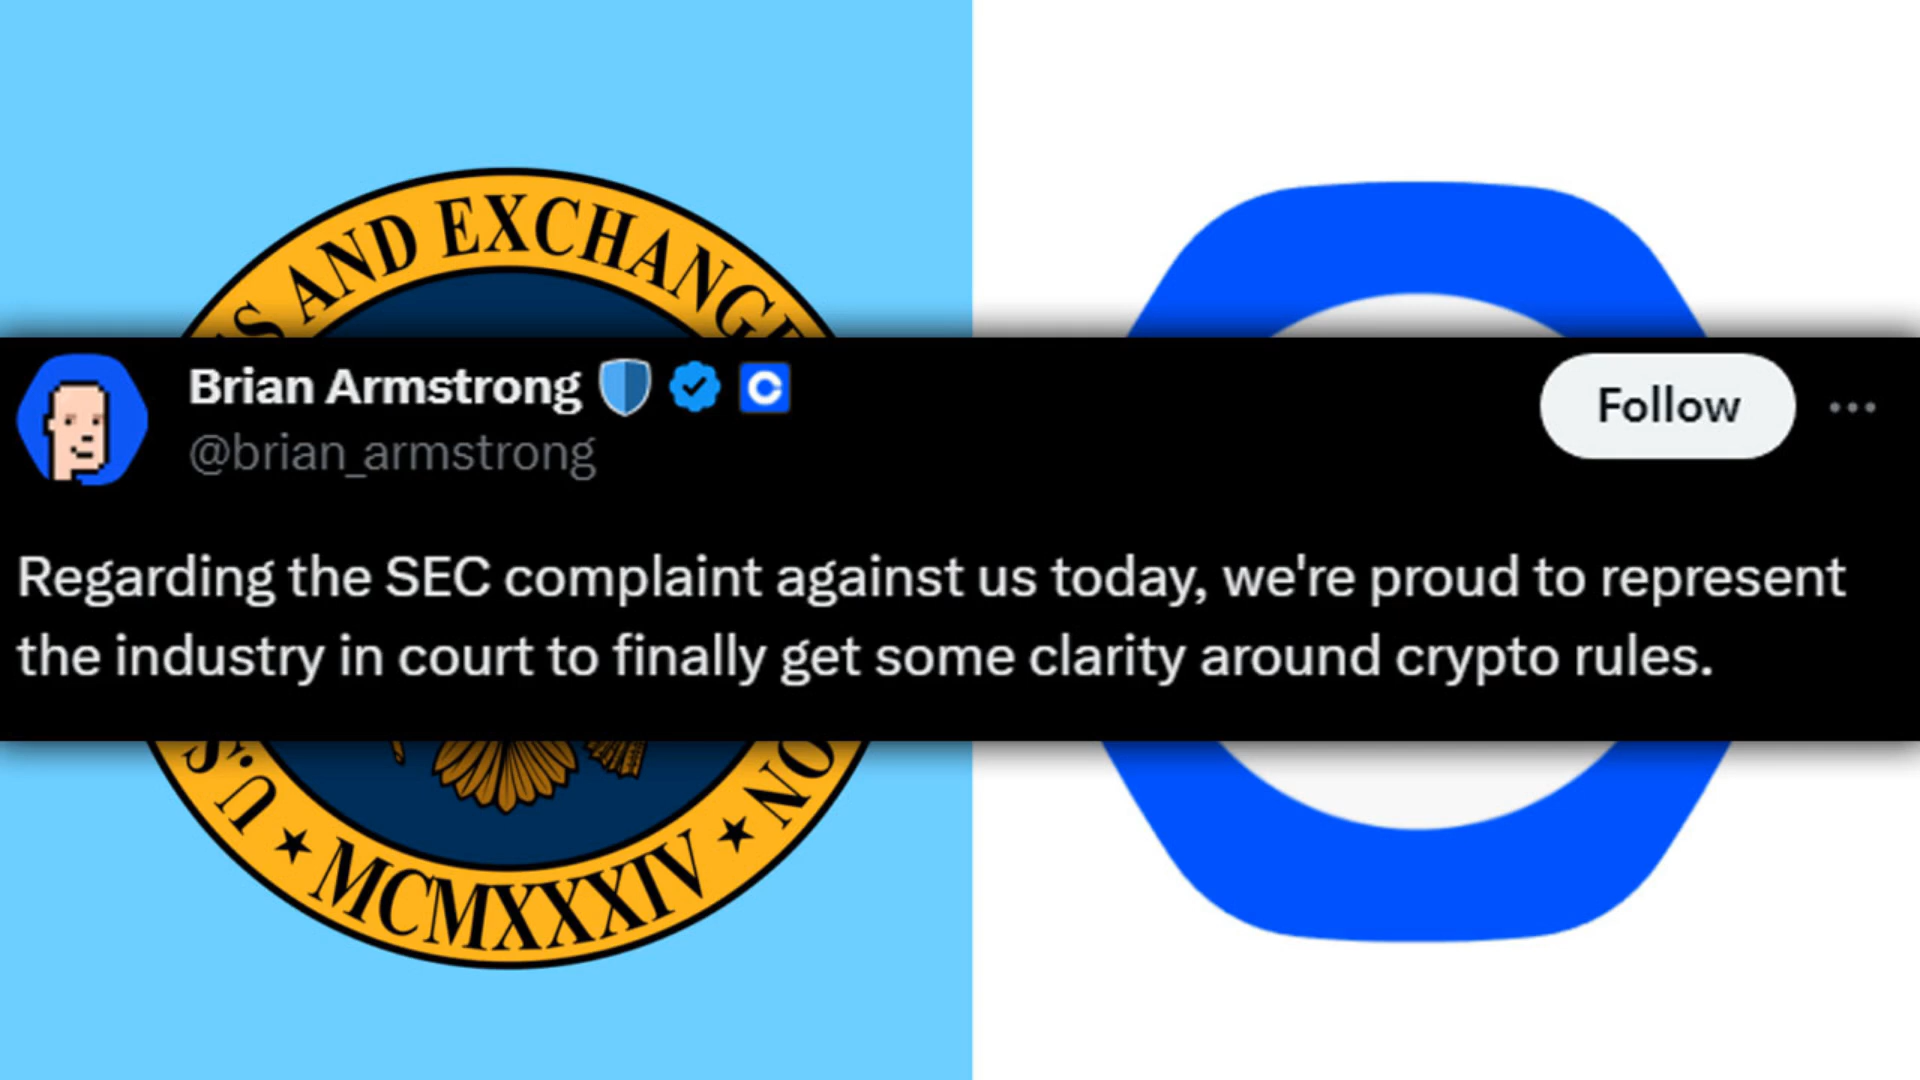 AND EXCHANGE
Brian Armstrong
@brian_armstrong
Follow
Regarding the SEC complaint against us today, we're proud to represent
the industry in court to finally get some clarity around crypto rules.
U.S.
MCMXXXIV